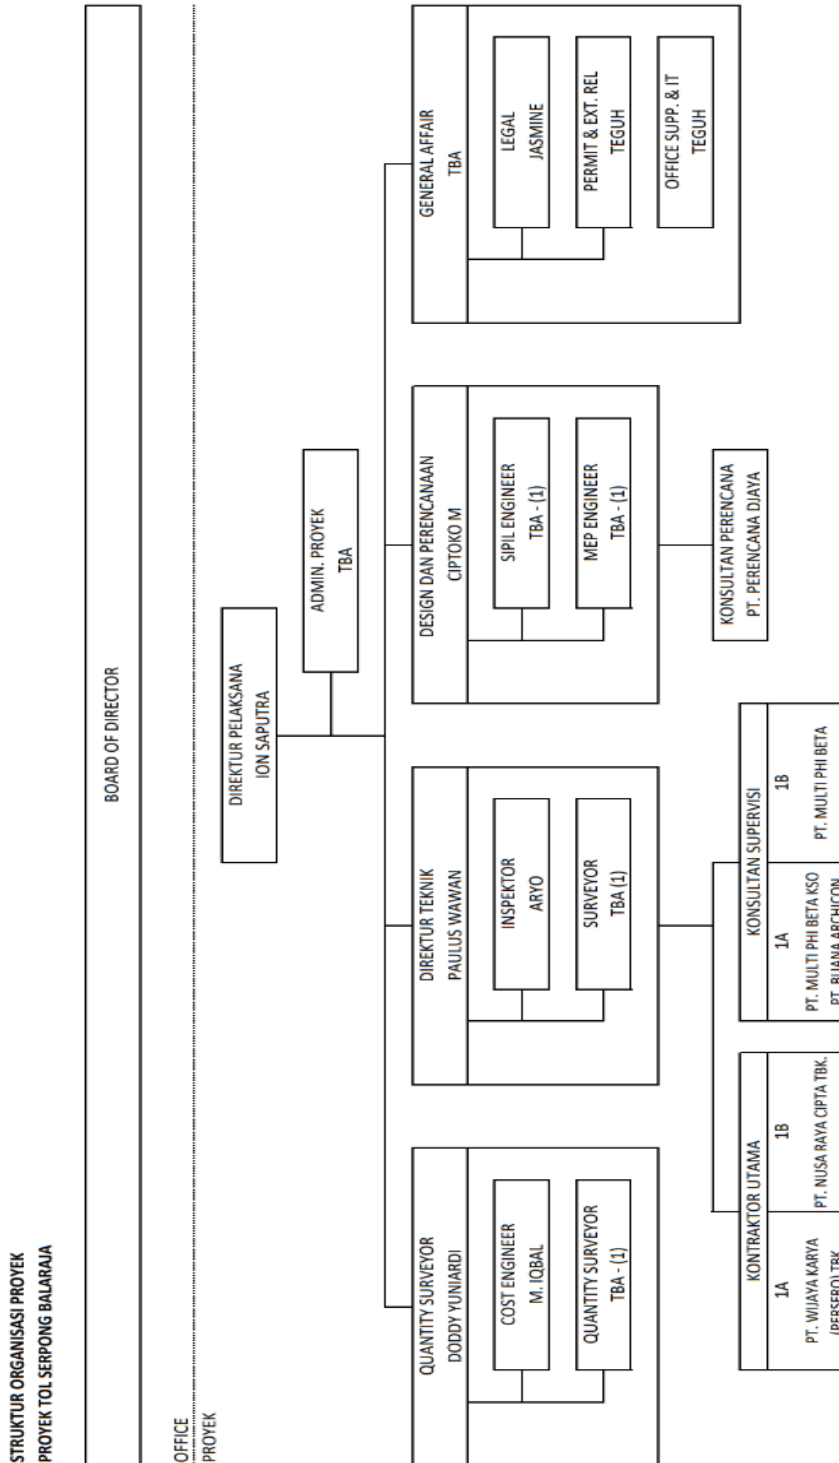 STRUKTUR ORGANISASI PROYEK
PROYEK TOL SERPONG BALARAJA
BOARD OF DIRECTOR
OFFICE
PROYEK
DIREKTUR PELAKSANA
ION SAPUTRA
ADMIN. PROYEK
TBA
QUANTITY SURVEYOR
DODDY YUNIARDI
COST ENGINEER
M. IQBAL
QUANTITY SURVEYOR
TBA - (1)
DIREKTUR TEKNIK
PAULUS WAWAN
INSPEKTOR
ARYO
SURVEYOR
TBA (1)
DESIGN DAN PERENCANAAN
CIPTOKO M
SIPIL ENGINEER
TBA - (1)
MEP ENGINEER
TBA - (1)
GENERAL AFFAIR
TBA
LEGAL
JASMINE
PERMIT & EXT. REL
TEGUH
OFFICE SUPP. & IT
TEGUH
KONTRAKTOR UTAMA
1A
PT. WIJAYA KARYA
(PERSERO) TBK
1B
PT. NUSA RAYA CIPTA TBK.
KONSULTAN SUPERVISI
1A
PT. MULTI PHI BETA KSO
PT. BUANA ARCHICON
1B
PT. MULTI PHI BETA
KONSULTAN PERENCANA
PT. PERENCANA DJAYA